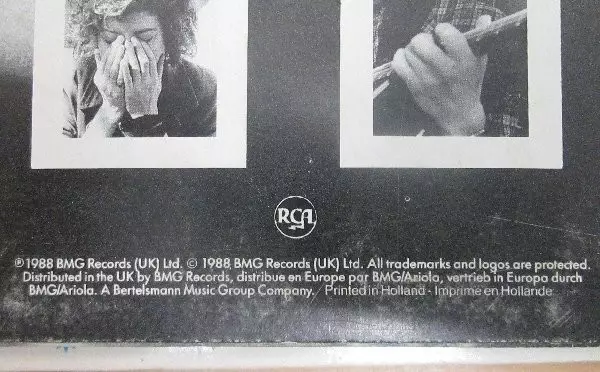 RCA
℗1988 BMG Records (UK) Ltd. © 1988 BMG Records (UK) Ltd. All trademarks and logos are protected.
Distributed in the UK by BMG Records, distribue en Europe par BMG/Ariola, vertrieb in Europa durch
BMG/Ariola. A Bertelsmann Music Group Company. Printed in Holland - Imprimé en Hollande